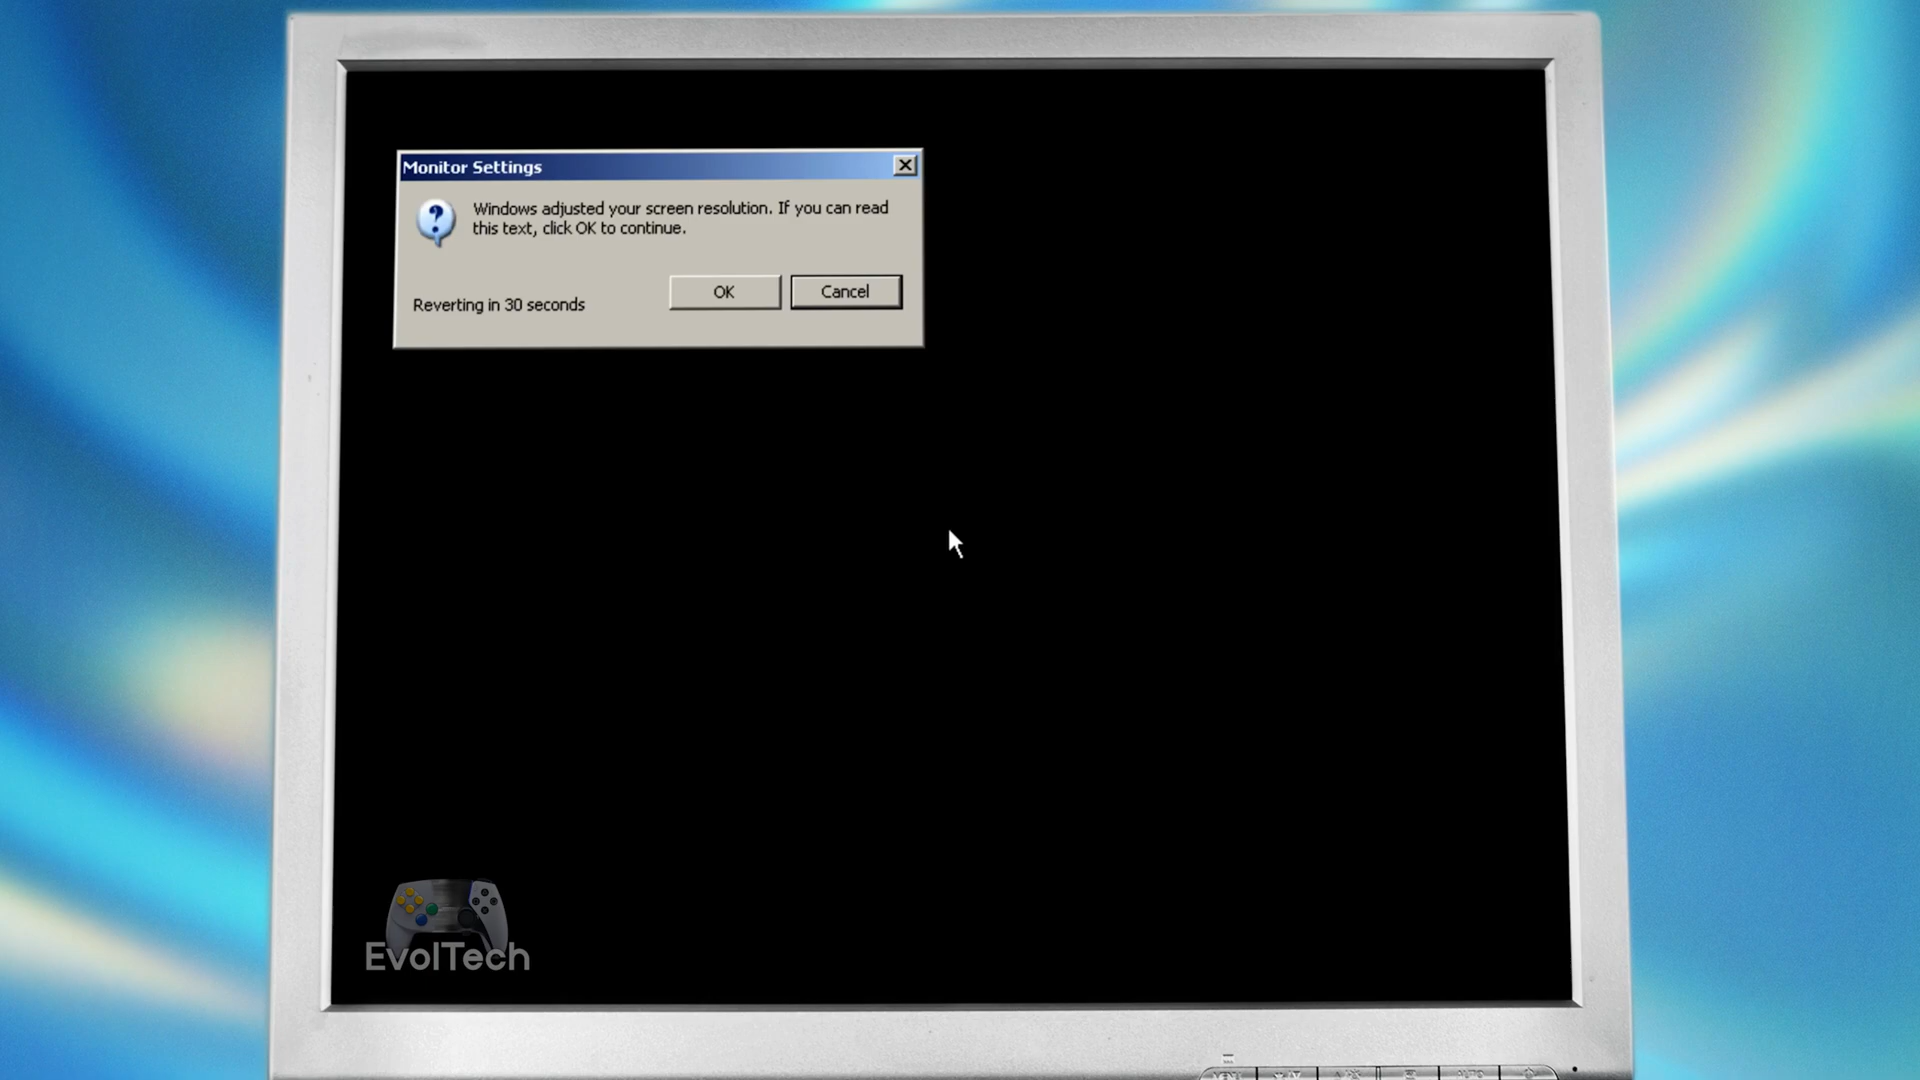 Monitor Settings
Windows adjusted your screen resolution. If you can read
this text, click OK to continue.
OK
Cancel
Reverting in 30 seconds
EvolTech
AUTO